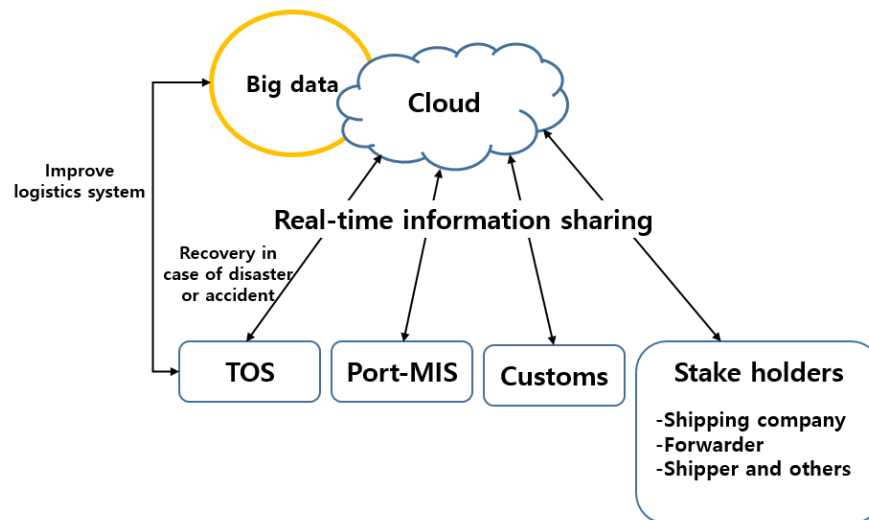 Big data
Cloud
Improve
logistics system
Real-time information sharing
Recovery in
case of disaster
or accident
TOS
Port-MIS
Customs
Stake holders
-Shipping company
-Forwarder
-Shipper and others